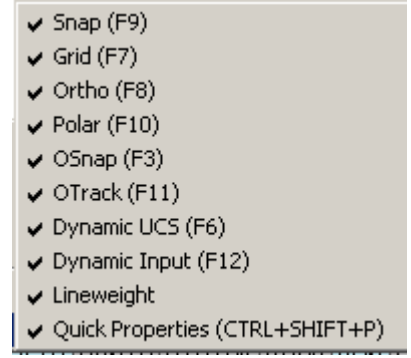 Snap (F9)
Grid (F7)
Ortho (F8)
Polar (F10)
OSnap (F3)
OTrack (F11)
Dynamic UCS (F6)
Dynamic Input (F12)
Lineweight
Quick Properties (CTRL+SHIFT+P)